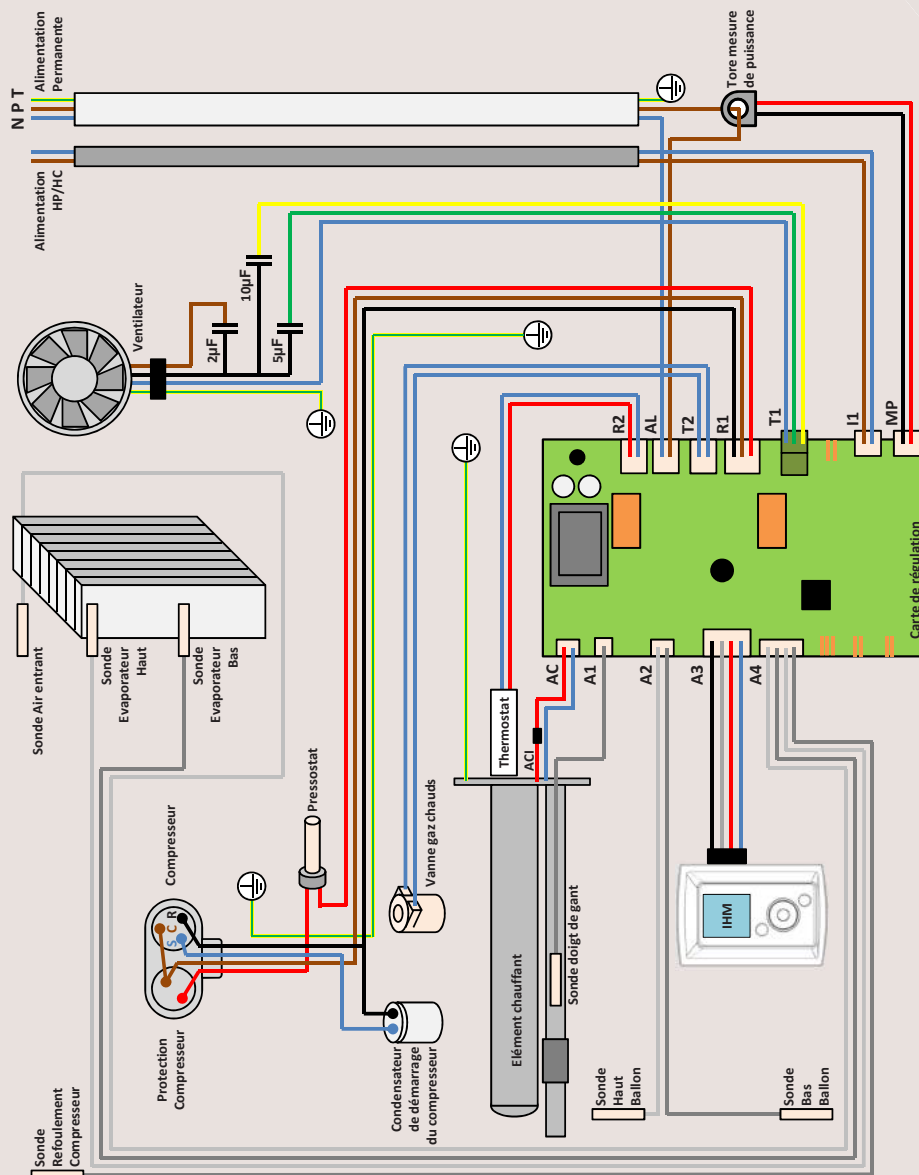 N P T
Alimentation
Permanente
Alimentation
HP/HC
Tore mesure
de puissance
Ventilateur
2µF
10µF
5µF
R2
AL
T2
R1
T1
I1
MP
Sonde Air entrant
Sonde
Evaporateur
Haut
Sonde
Evaporateur
Bas
Thermostat
ACI
AC
A1
A2
A3
A4
Carte de régulation
Compresseur
S C R
Protection
Compresseur
Pressostat
Vanne gaz chauds
Condensateur
de démarrage
du compresseur
Elément chauffant
Sonde doigt de gant
IHM
Sonde
Haut
Ballon
Sonde
Bas
Ballon
Sonde
Refoulement
Compresseur